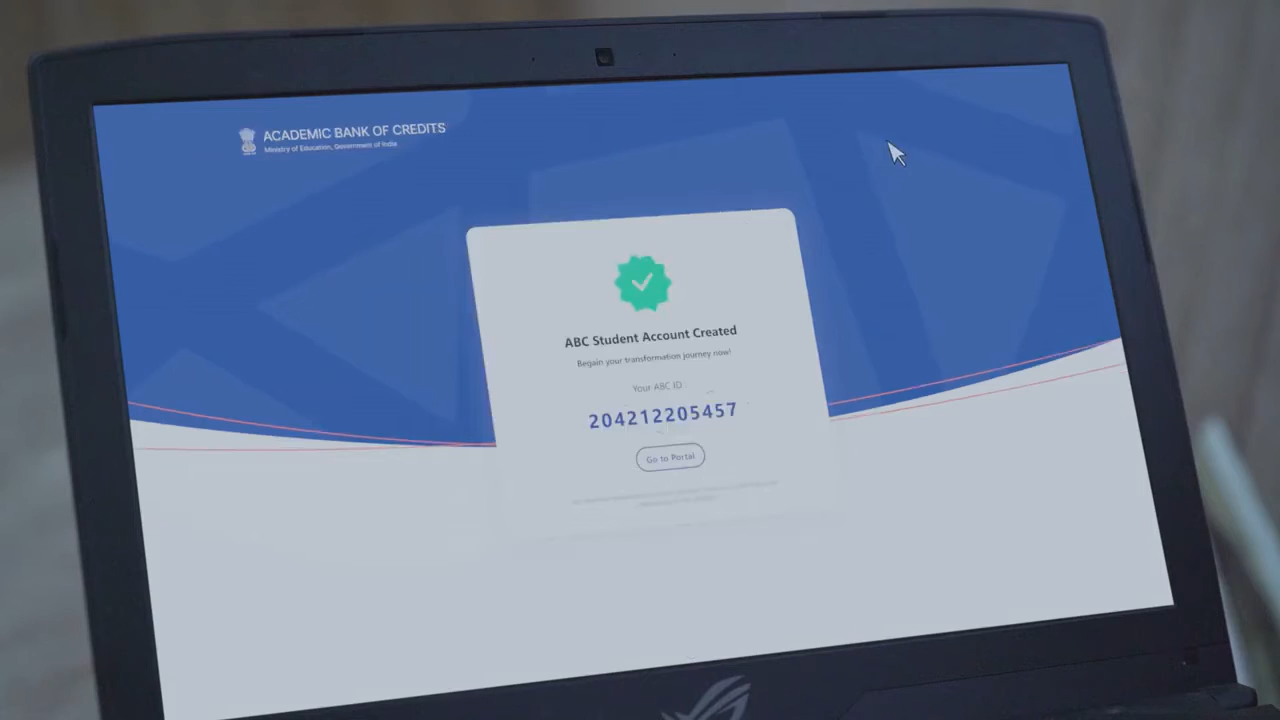 ACADEMIC BANK OF CREDITS
Ministry of Education, Government of India
ABC Student Account Created
Begain your transformation journey now!
Your ABC ID
204212205457
Go to Portal